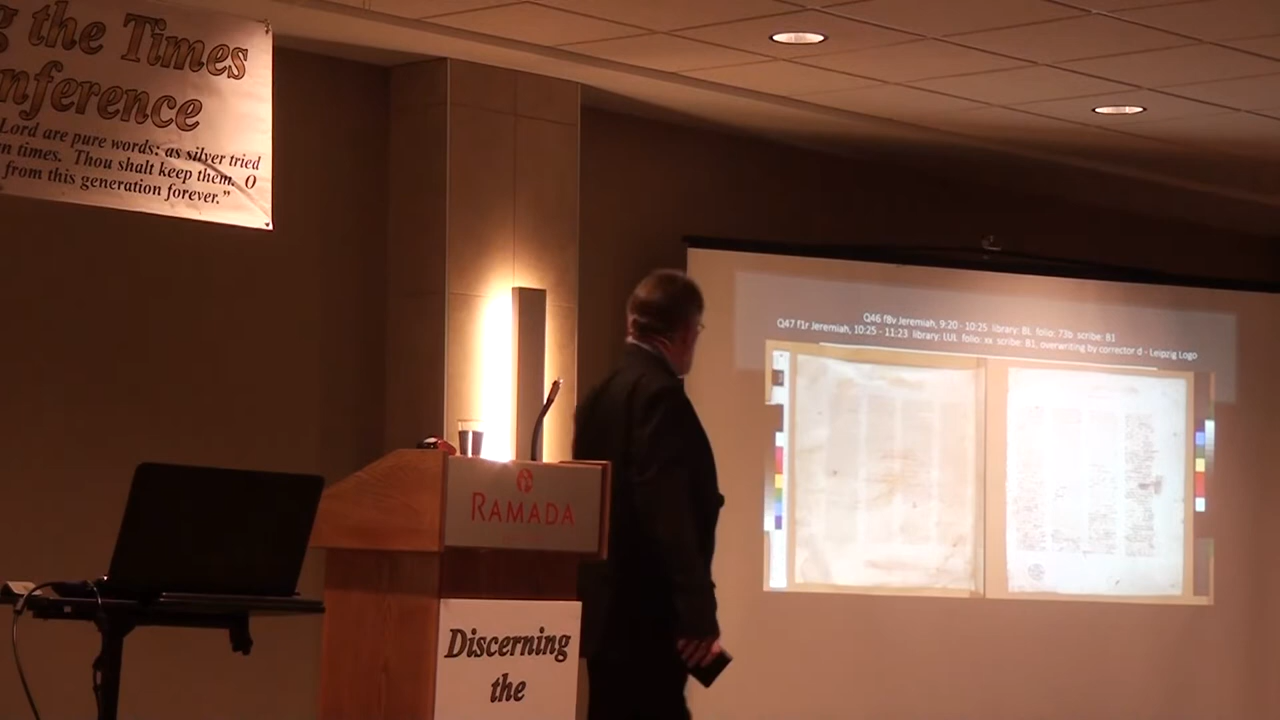 g the Times
nference
Lord are pure words: as silver tried
n times. Thou shalt keep them. O
from this generation forever.”
Q46 f8v Jeremiah, 9:20 - 10:25 library: BL folio: 73b scribe: B1
Q47 f1r Jeremiah, 10:25 - 11:23 library: LUL folio: xx scribe: B1, overwriting by corrector d - Leipzig Logo
RAMADA
Discerning
the